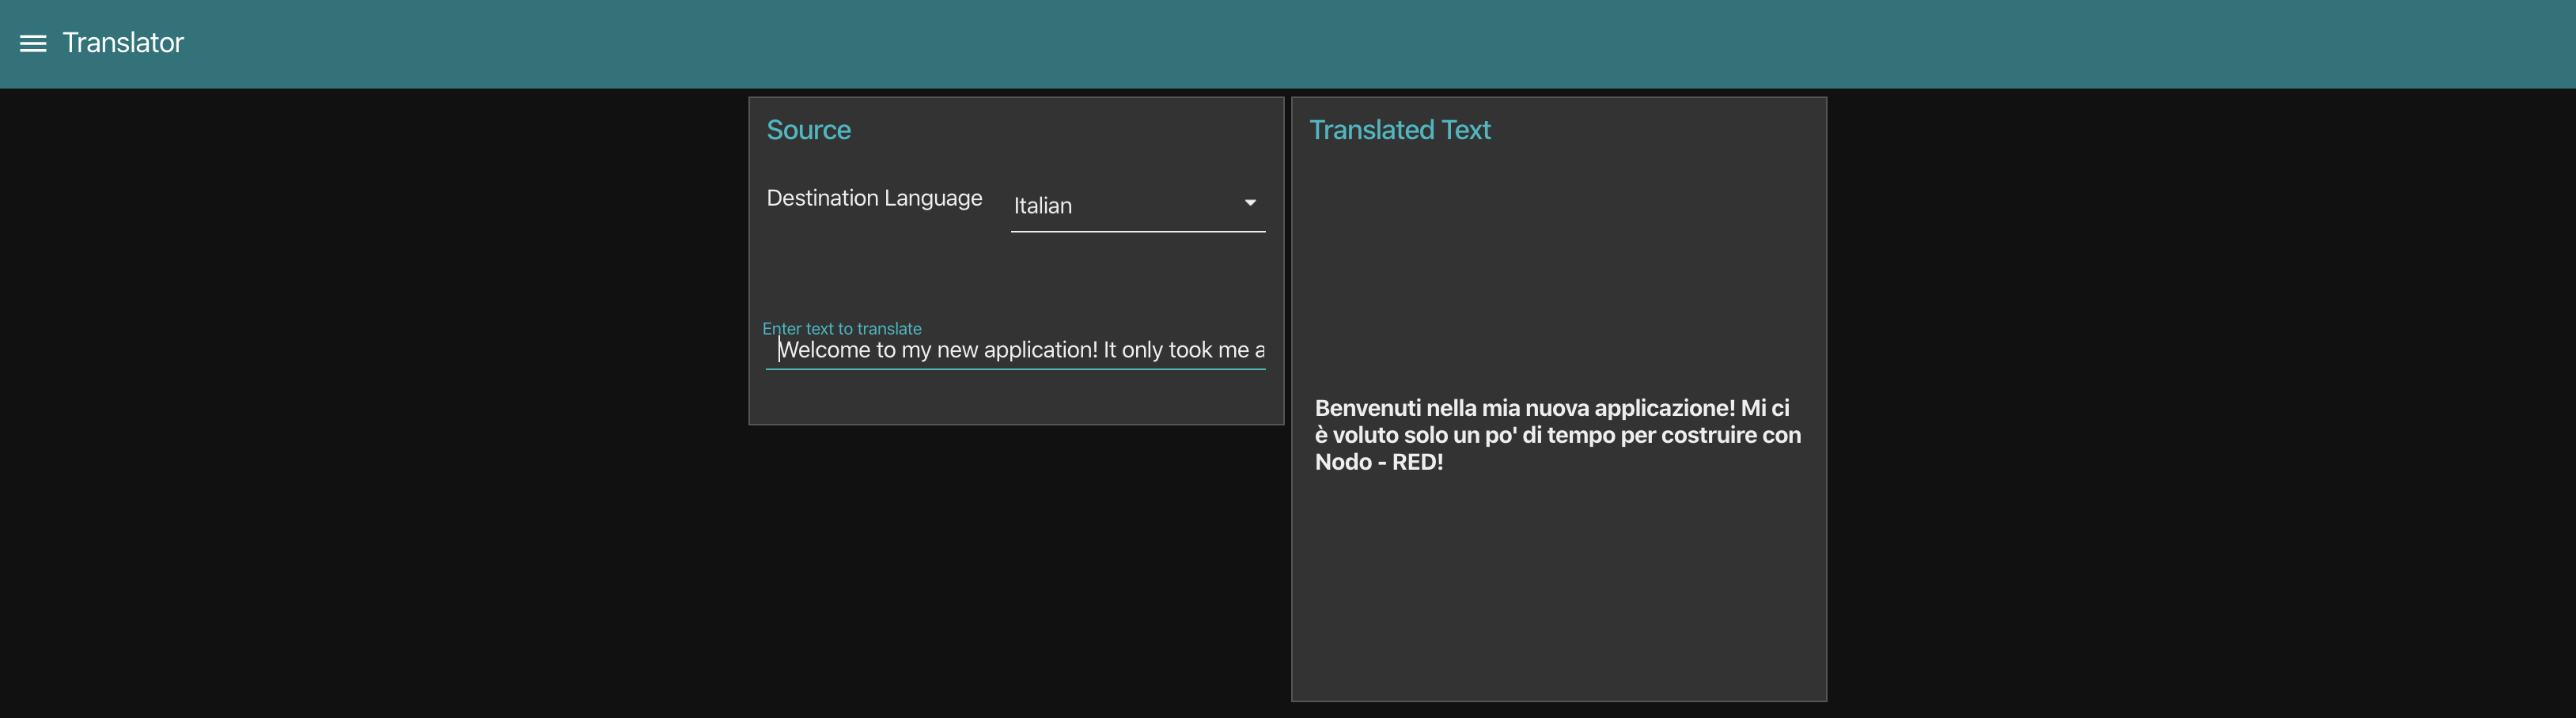 Translator
Source
Destination Language
Italian
Enter text to translate
Welcome to my new application! It only took me a
Translated Text
Benvenuti nella mia nuova applicazione! Mi ci
è voluto solo un po' di tempo per costruire con
Nodo - RED!